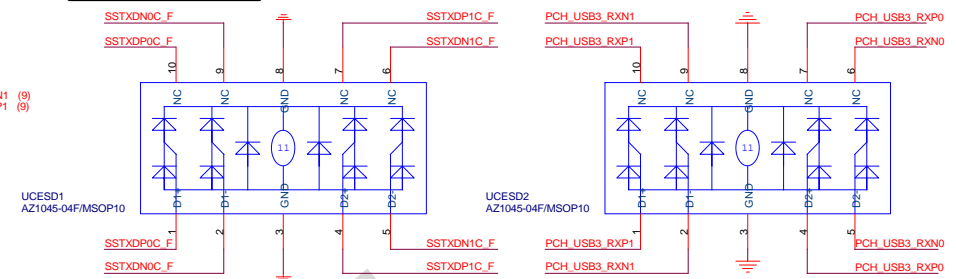 SSTXDN0C_F SSTXDP1C_F PCH_USB3_RXN1 PCH_USB3_RXP0
SSTXDP0C_F SSTXDN1C_F PCH_USB3_RXP1 PCH_USB3_RXN0
10 9 8 7 6 10 9 8 7 6
N1 (9)
P1 (9)
NC NC GND NC NC NC NC GND NC NC
11 11
UCESD1 UCESD2
AZ1045-04F/MSOP10 AZ1045-04F/MSOP10
D1+ D1- GND D2+ D2- D1+ D1- GND D2+ D2-
1 2 3 4 5 1 2 3 4 5
SSTXDP0C_F SSTXDN1C_F PCH_USB3_RXP1 PCH_USB3_RXN0
SSTXDN0C_F SSTXDP1C_F PCH_USB3_RXN1 PCH_USB3_RXP0